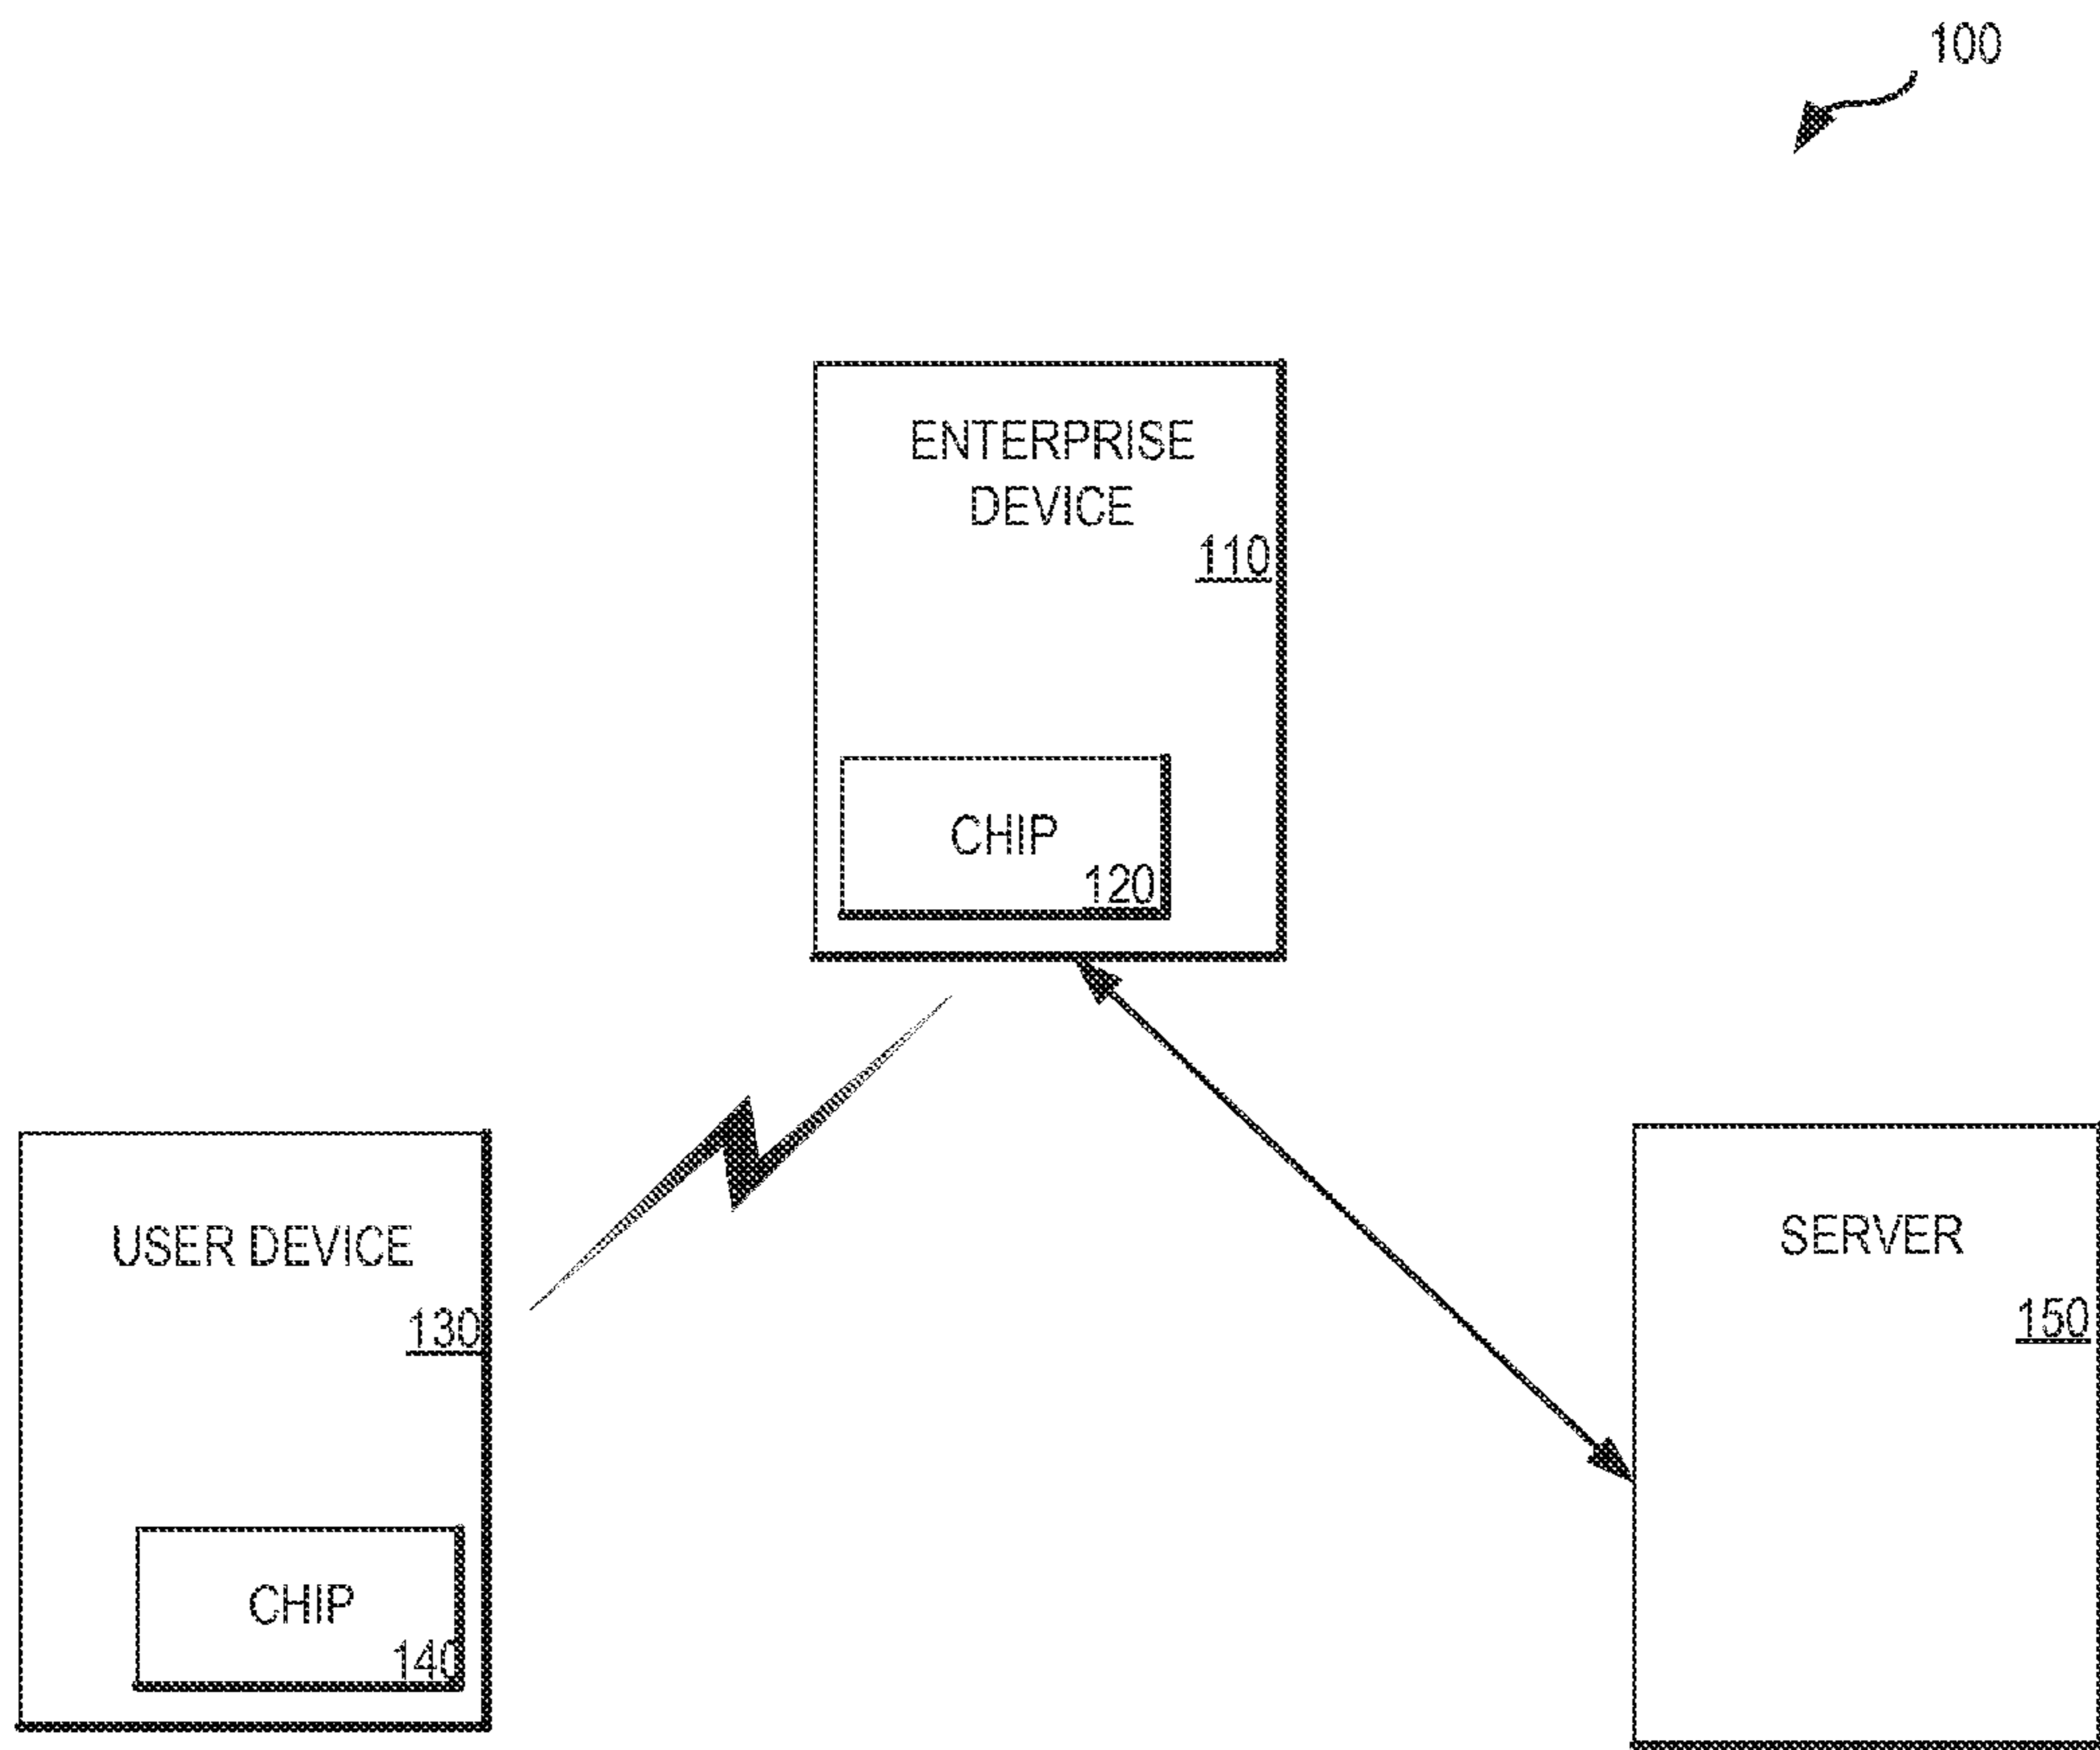 100
ENTERPRISE
DEVICE
110
CHIP
120
USER DEVICE
130
CHIP
140
SERVER
150